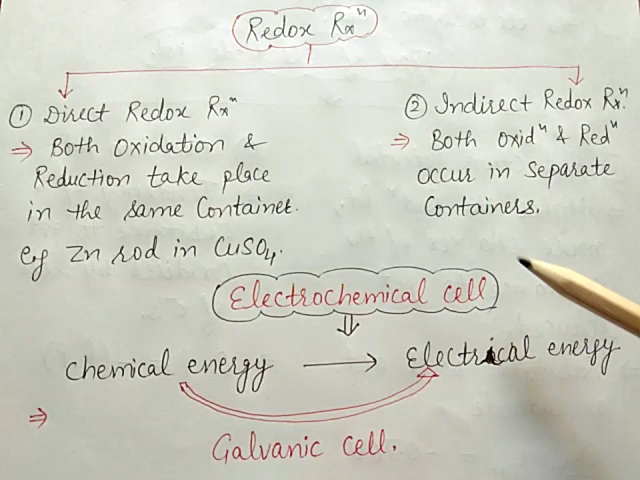 Redox Rxⁿ
① Direct Redox Rxⁿ
⇒ Both Oxidation &
Reduction take place
in the same Container.
eg Zn rod in CuSO₄.
② Indirect Redox Rxⁿ.
⇒ Both Oxidⁿ & Redⁿ
occur in separate
Containers.
Electrochemical cell
⇓
Chemical energy → Electrical energy
⇒
Galvanic cell.